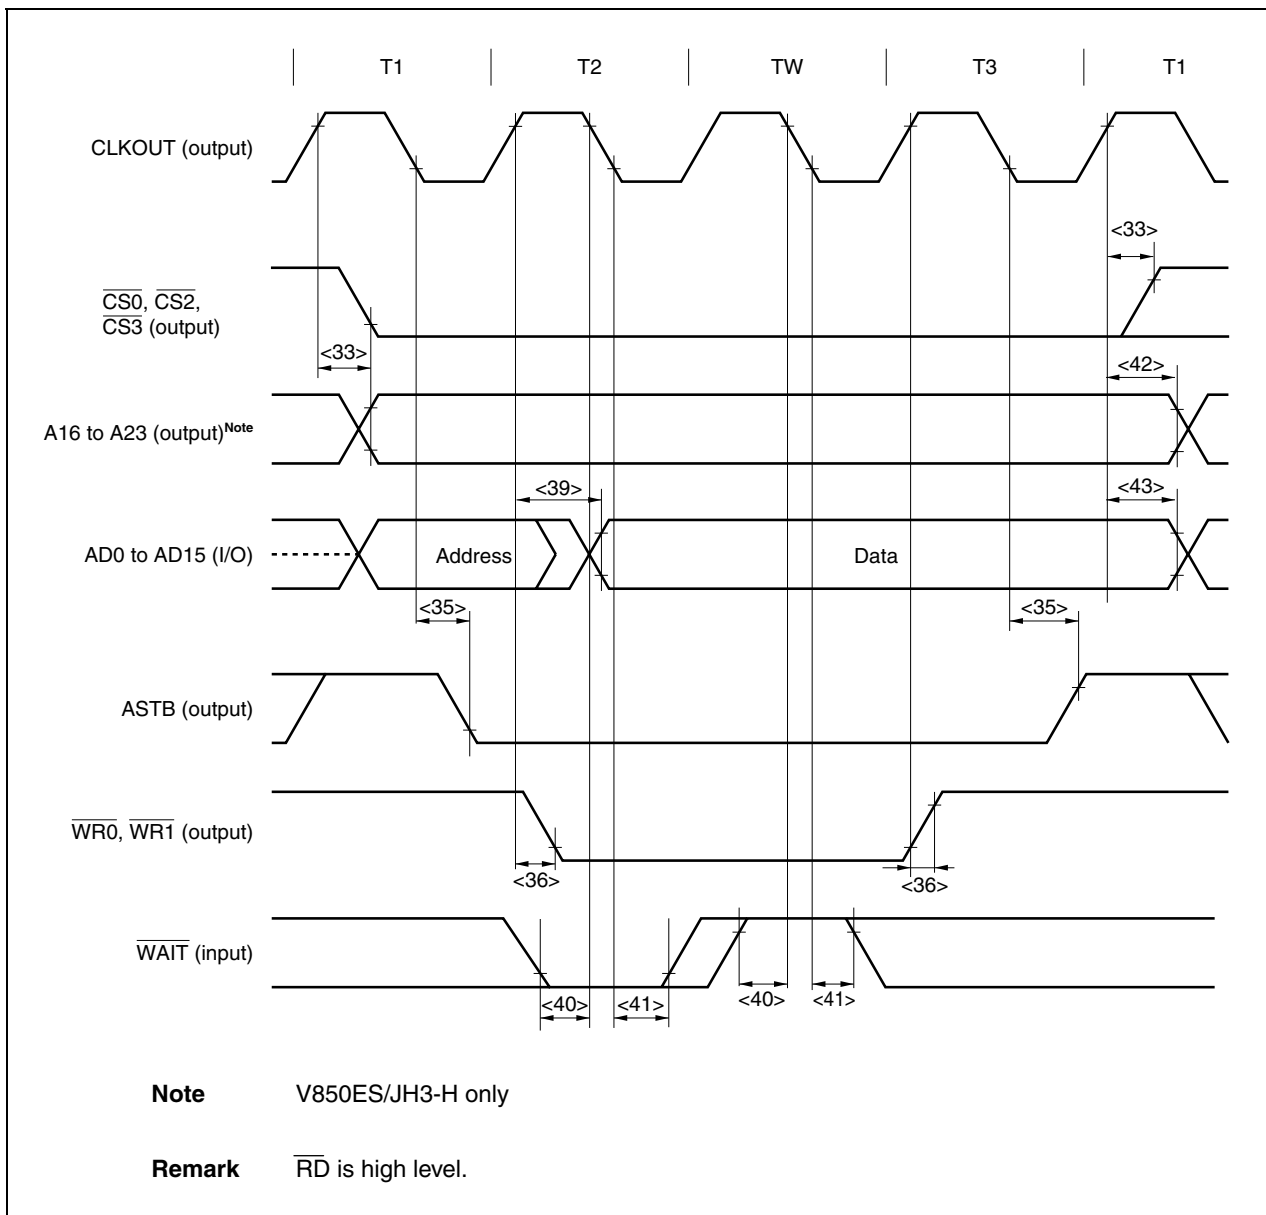 T1 T2 TW T3 T1
CLKOUT (output)
<33>
CS0, CS2,
CS3 (output)
<33>
<42>
A16 to A23 (output)Note
<39>
<43>
AD0 to AD15 (I/O)
Address
Data
<35>
<35>
ASTB (output)
WR0, WR1 (output)
<36>
<36>
WAIT (input)
<40> <41> <40> <41>
Note V850ES/JH3-H only
Remark RD is high level.